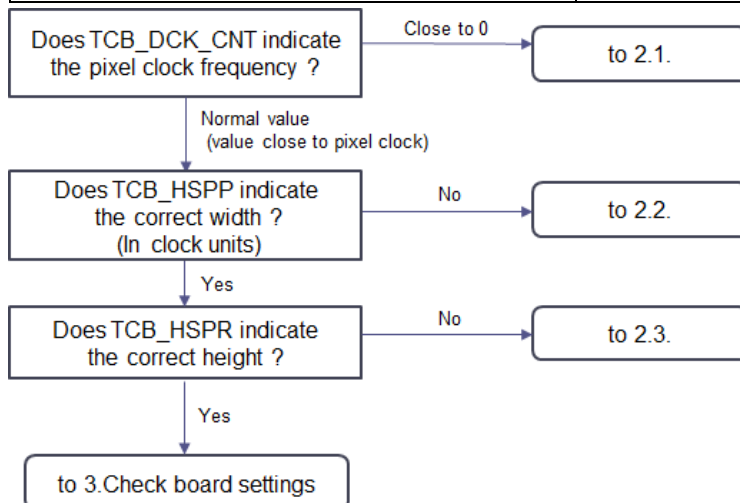 Does TCB_DCK_CNT indicate
the pixel clock frequency ?
Close to 0
to 2.1.
Normal value
(value close to pixel clock)
Does TCB_HSPP indicate
the correct width ?
(In clock units)
No
to 2.2.
Yes
Does TCB_HSPR indicate
the correct height ?
No
to 2.3.
Yes
to 3.Check board settings